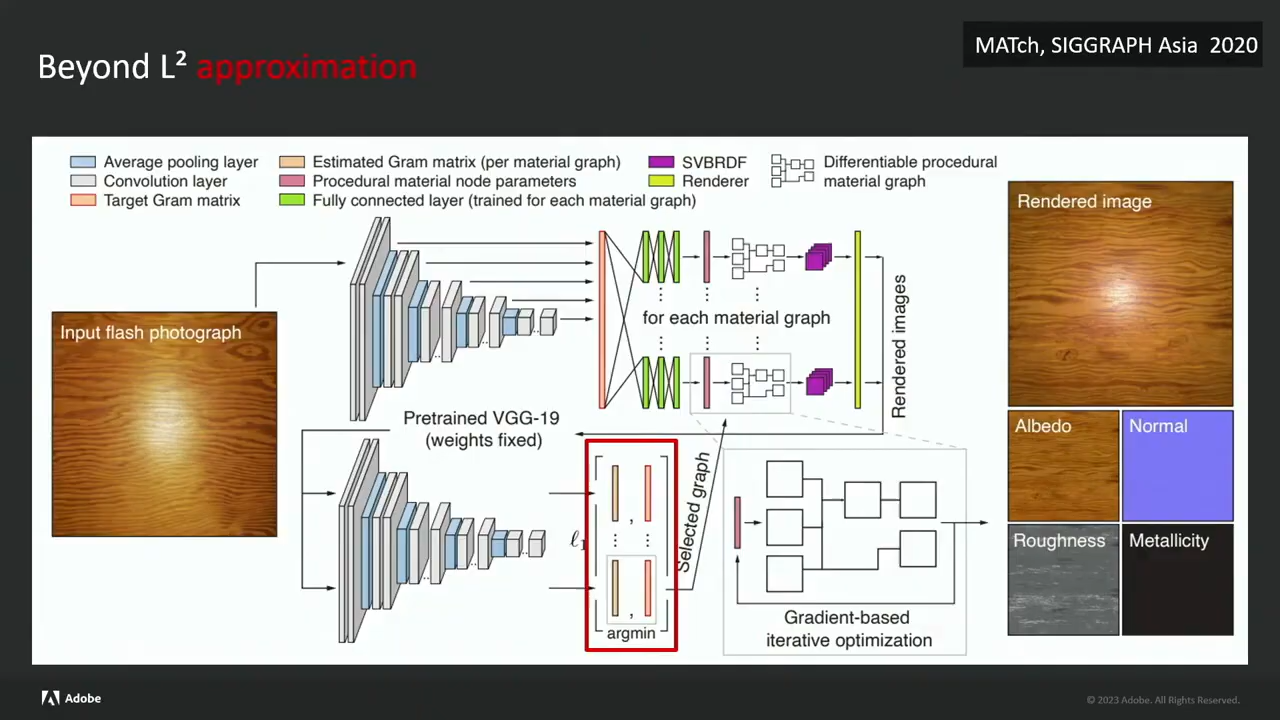 Beyond L² approximation
MATch, SIGGRAPH Asia 2020
Average pooling layer
Convolution layer
Target Gram matrix
Estimated Gram matrix (per material graph)
Procedural material node parameters
Fully connected layer (trained for each material graph)
SVBRDF
Renderer
Differentiable procedural
material graph
Input flash photograph
for each material graph
Rendered images
Pretrained VGG-19
(weights fixed)
ℓ1
argmin
Selected graph
Gradient-based
iterative optimization
Rendered image
Albedo
Normal
Roughness
Metallicity
Adobe
© 2023 Adobe. All Rights Reserved.